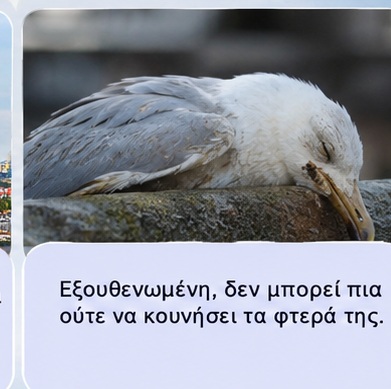 Εξουθενωμένη, δεν μπορεί πια
ούτε να κουνήσει τα φτερά της.